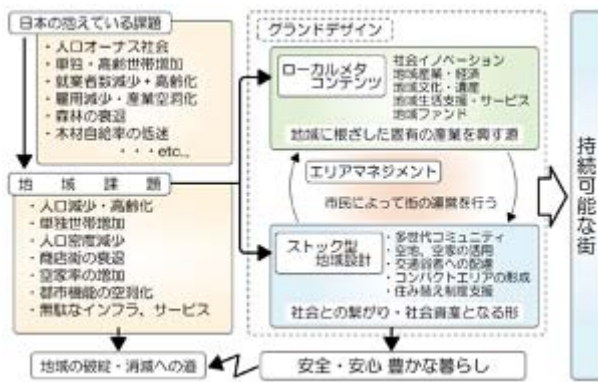 日本の抱えている課題
・人口オーナス社会
・単独・高齢世帯増加
・就業者数減少+高齢化
・雇用減少・産業空洞化
・森林の衰退
・木材自給率の低迷
・・・etc..
地域課題
・人口減少・高齢化
・単独世帯増加
・人口密度減少
・商店街の衰退
・空家率の増加
・都市機能の空洞化
・無駄なインフラ、サービス
地域の破綻・消滅への道
グランドデザイン
ローカルメタ
コンテンツ
社会イノベーション
地域産業・経済
地域文化・遺産
地域生活支援・サービス
地域ファンド
地域に根ざした固有の産業を興す源
エリアマネジメント
市民によって街の運営を行う
ストック型
地域設計
・多世代コミュニティ
・空地、空家の活用
・交通弱者への配慮
・コンパクトエリアの形成
・住み替え制度支援
社会との繋がり・社会資産となる形
安全・安心 豊かな暮らし
持続可能な街